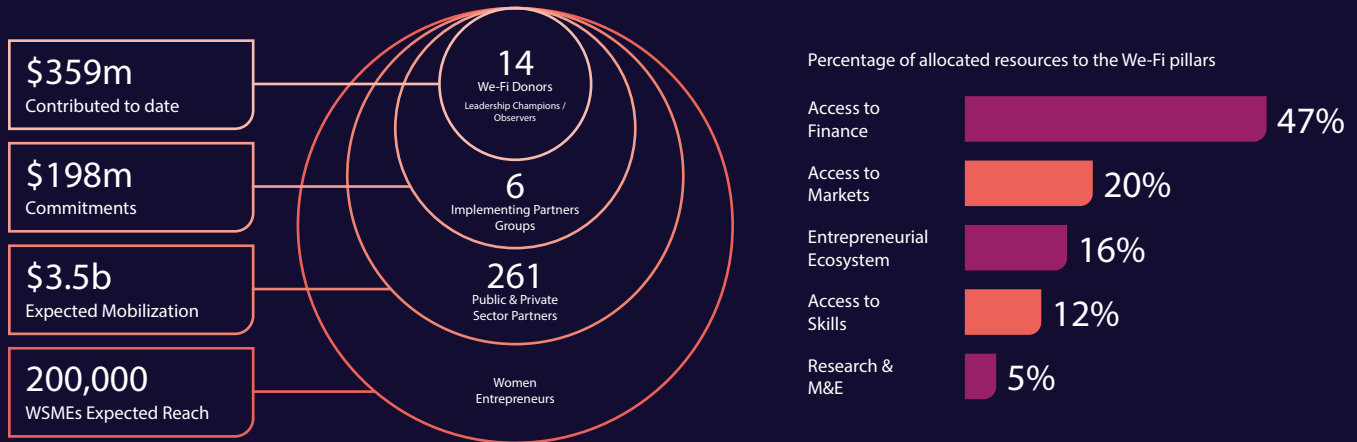 $359m
Contributed to date
$198m
Commitments
$3.5b
Expected Mobilization
200,000
WSMEs Expected Reach
14
We-Fi Donors
Leadership Champions /
Observers
6
Implementing Partners
Groups
261
Public & Private
Sector Partners
Women
Entrepreneurs
Percentage of allocated resources to the We-Fi pillars
Access to
Finance
47%
Access to
Markets
20%
Entrepreneurial
Ecosystem
16%
Access to
Skills
12%
Research &
M&E
5%